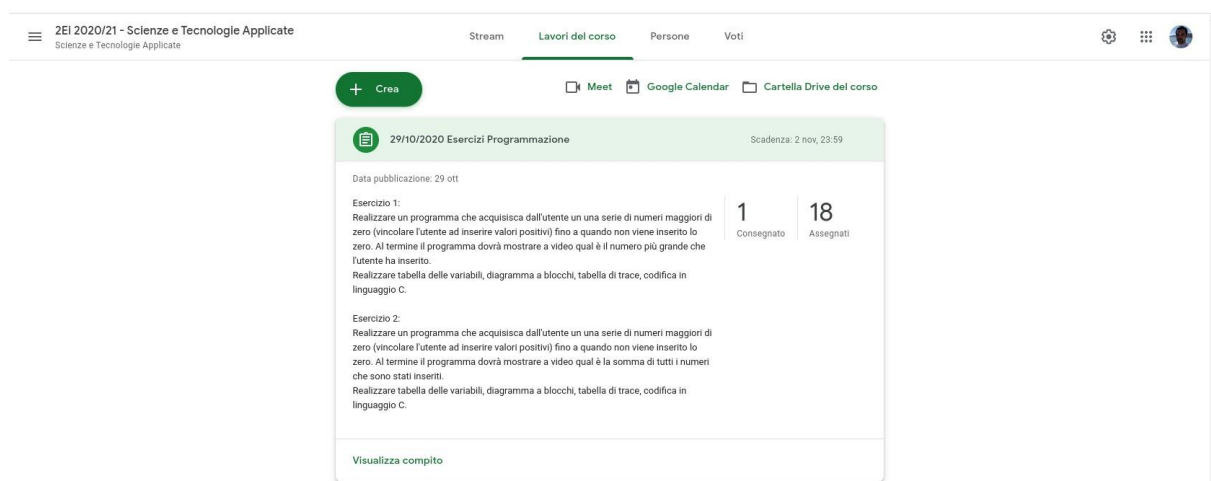 2EI 2020/21 - Scienze e Tecnologie Applicate
Scienze e Tecnologie Applicate
Stream Lavori del corso Persone Voti
Crea
Meet Google Calendar Cartella Drive del corso
29/10/2020 Esercizi Programmazione
Scadenza: 2 nov, 23:59
Data pubblicazione: 29 ott
Esercizio 1:
Realizzare un programma che acquisisca dall'utente un una serie di numeri maggiori di
zero (vincolare l'utente ad inserire valori positivi) fino a quando non viene inserito lo
zero. Al termine il programma dovrà mostrare a video qual è il numero più grande che
l'utente ha inserito.
Realizzare tabella delle variabili, diagramma a blocchi, tabella di trace, codifica in
linguaggio C.
Esercizio 2:
Realizzare un programma che acquisisca dall'utente un una serie di numeri maggiori di
zero (vincolare l'utente ad inserire valori positivi) fino a quando non viene inserito lo
zero. Al termine il programma dovrà mostrare a video qual è la somma di tutti i numeri
che sono stati inseriti.
Realizzare tabella delle variabili, diagramma a blocchi, tabella di trace, codifica in
linguaggio C.
1 18
Consegnato Assegnati
Visualizza compito